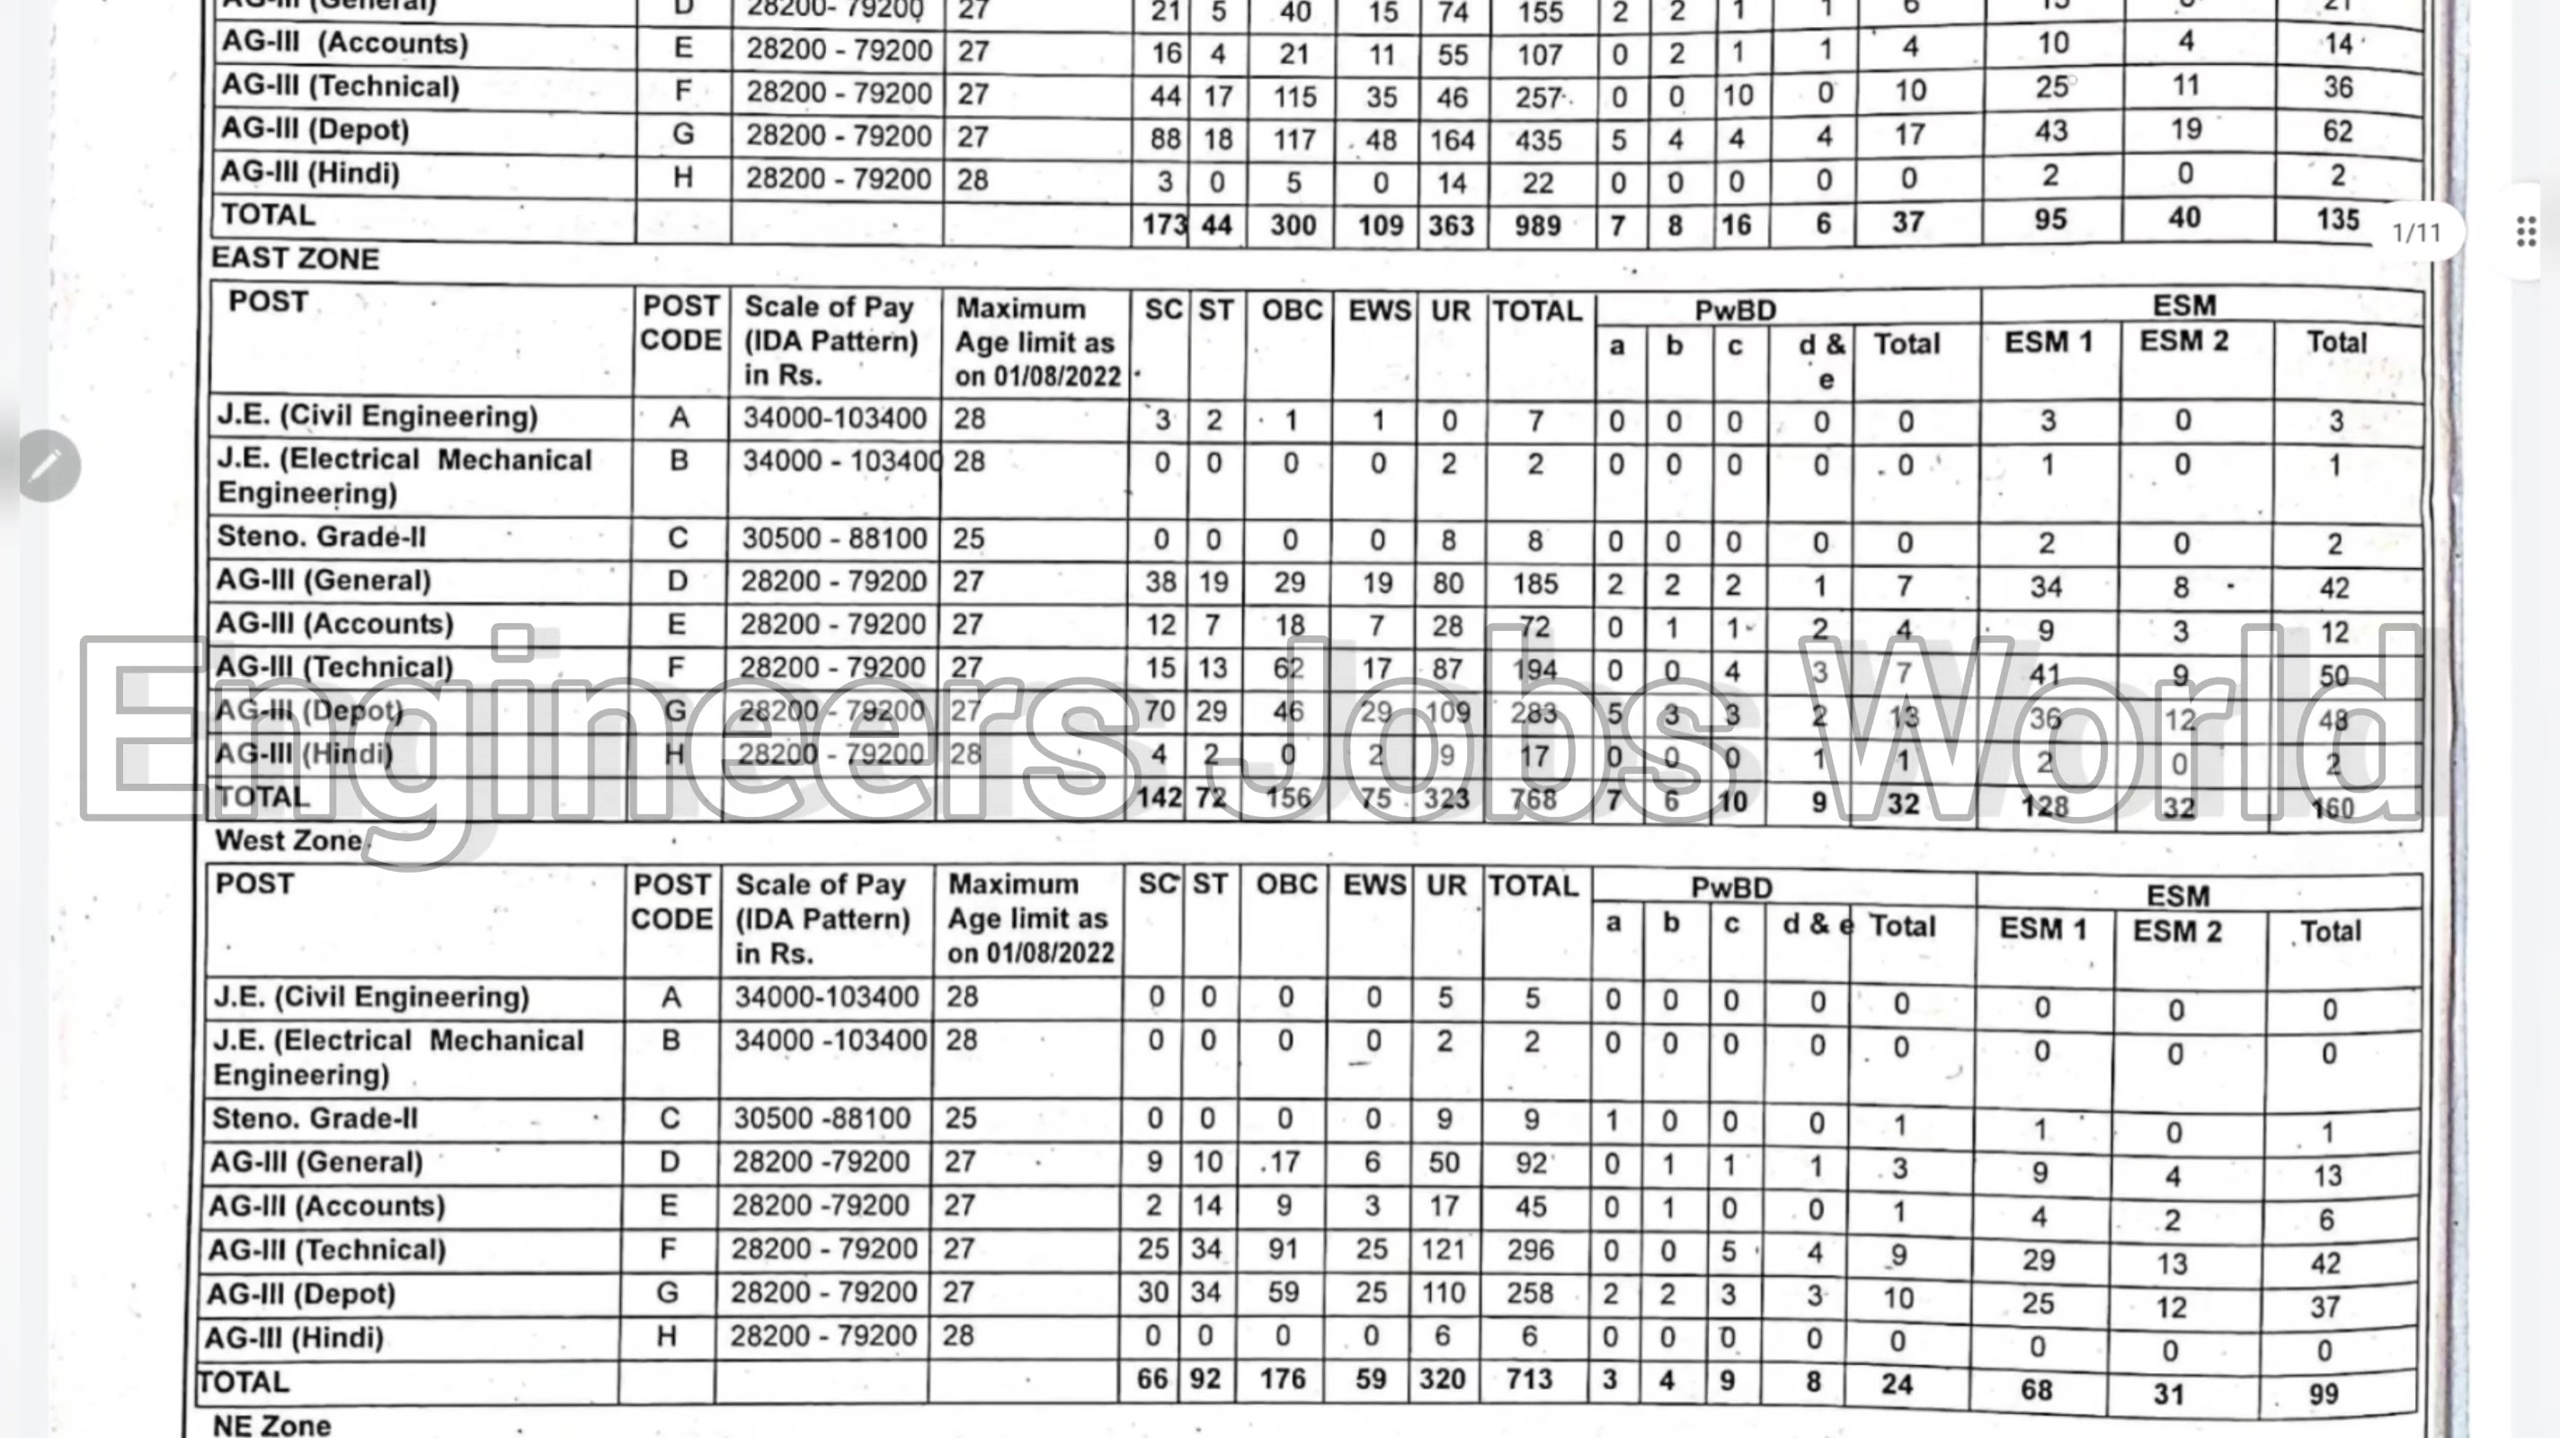 AG-III (General) D 28200- 79200 27 21 5 40 15 74 155 2 2 1 1 6 21
AG-III (Accounts) E 28200 - 79200 27 16 4 21 11 55 107 0 2 1 1 4 10 4 14
AG-III (Technical) F 28200 - 79200 27 44 17 115 35 46 257 0 0 10 0 10 25 11 36
AG-III (Depot) G 28200 - 79200 27 88 18 117 48 164 435 5 4 4 4 17 43 19 62
AG-III (Hindi) H 28200 - 79200 28 3 0 5 0 14 22 0 0 0 0 0 2 0 2
TOTAL 173 44 300 109 363 989 7 8 16 6 37 95 40 135
1/11
EAST ZONE
POST POST Scale of Pay Maximum SC ST OBC EWS UR TOTAL PwBD ESM
CODE (IDA Pattern) Age limit as a b c d & Total ESM 1 ESM 2 Total
in Rs. on 01/08/2022 e
J.E. (Civil Engineering) A 34000-103400 28 3 2 1 1 0 7 0 0 0 0 0 3 0 3
J.E. (Electrical Mechanical B 34000 - 103400 28 0 0 0 0 2 2 0 0 0 0 0 1 0 1
Engineering)
Steno. Grade-II C 30500 - 88100 25 0 0 0 0 8 8 0 0 0 0 0 2 0 2
AG-III (General) D 28200 - 79200 27 38 19 29 19 80 185 2 2 2 1 7 34 8 42
AG-III (Accounts) E 28200 - 79200 27 12 7 18 7 28 72 0 1 1 2 4 9 3 12
AG-III (Technical) F 28200 - 79200 27 15 13 62 17 87 194 0 0 4 3 7 41 9 50
AG-III (Depot) G 28200 - 79200 27 70 29 46 29 109 283 5 3 3 2 13 36 12 48
AG-III (Hindi) H 28200 - 79200 28 4 2 0 2 9 17 0 0 0 1 1 2 0 2
TOTAL 142 72 156 75 323 768 7 6 10 9 32 128 32 160
Engineers Jobs World
West Zone
POST POST Scale of Pay Maximum SC ST OBC EWS UR TOTAL PwBD ESM
CODE (IDA Pattern) Age limit as a b c d & e Total ESM 1 ESM 2 Total
in Rs. on 01/08/2022
J.E. (Civil Engineering) A 34000-103400 28 0 0 0 0 5 5 0 0 0 0 0 0 0 0
J.E. (Electrical Mechanical B 34000 -103400 28 0 0 0 0 2 2 0 0 0 0 0 0 0 0
Engineering)
Steno. Grade-II C 30500 -88100 25 0 0 0 0 9 9 1 0 0 0 1 1 0 1
AG-III (General) D 28200 -79200 27 9 10 17 6 50 92 0 1 1 1 3 9 4 13
AG-III (Accounts) E 28200 -79200 27 2 14 9 3 17 45 0 1 0 0 1 4 2 6
AG-III (Technical) F 28200 - 79200 27 25 34 91 25 121 296 0 0 5 4 9 29 13 42
AG-III (Depot) G 28200 - 79200 27 30 34 59 25 110 258 2 2 3 3 10 25 12 37
AG-III (Hindi) H 28200 - 79200 28 0 0 0 0 6 6 0 0 0 0 0 0 0 0
TOTAL 66 92 176 59 320 713 3 4 9 8 24 68 31 99
NE Zone